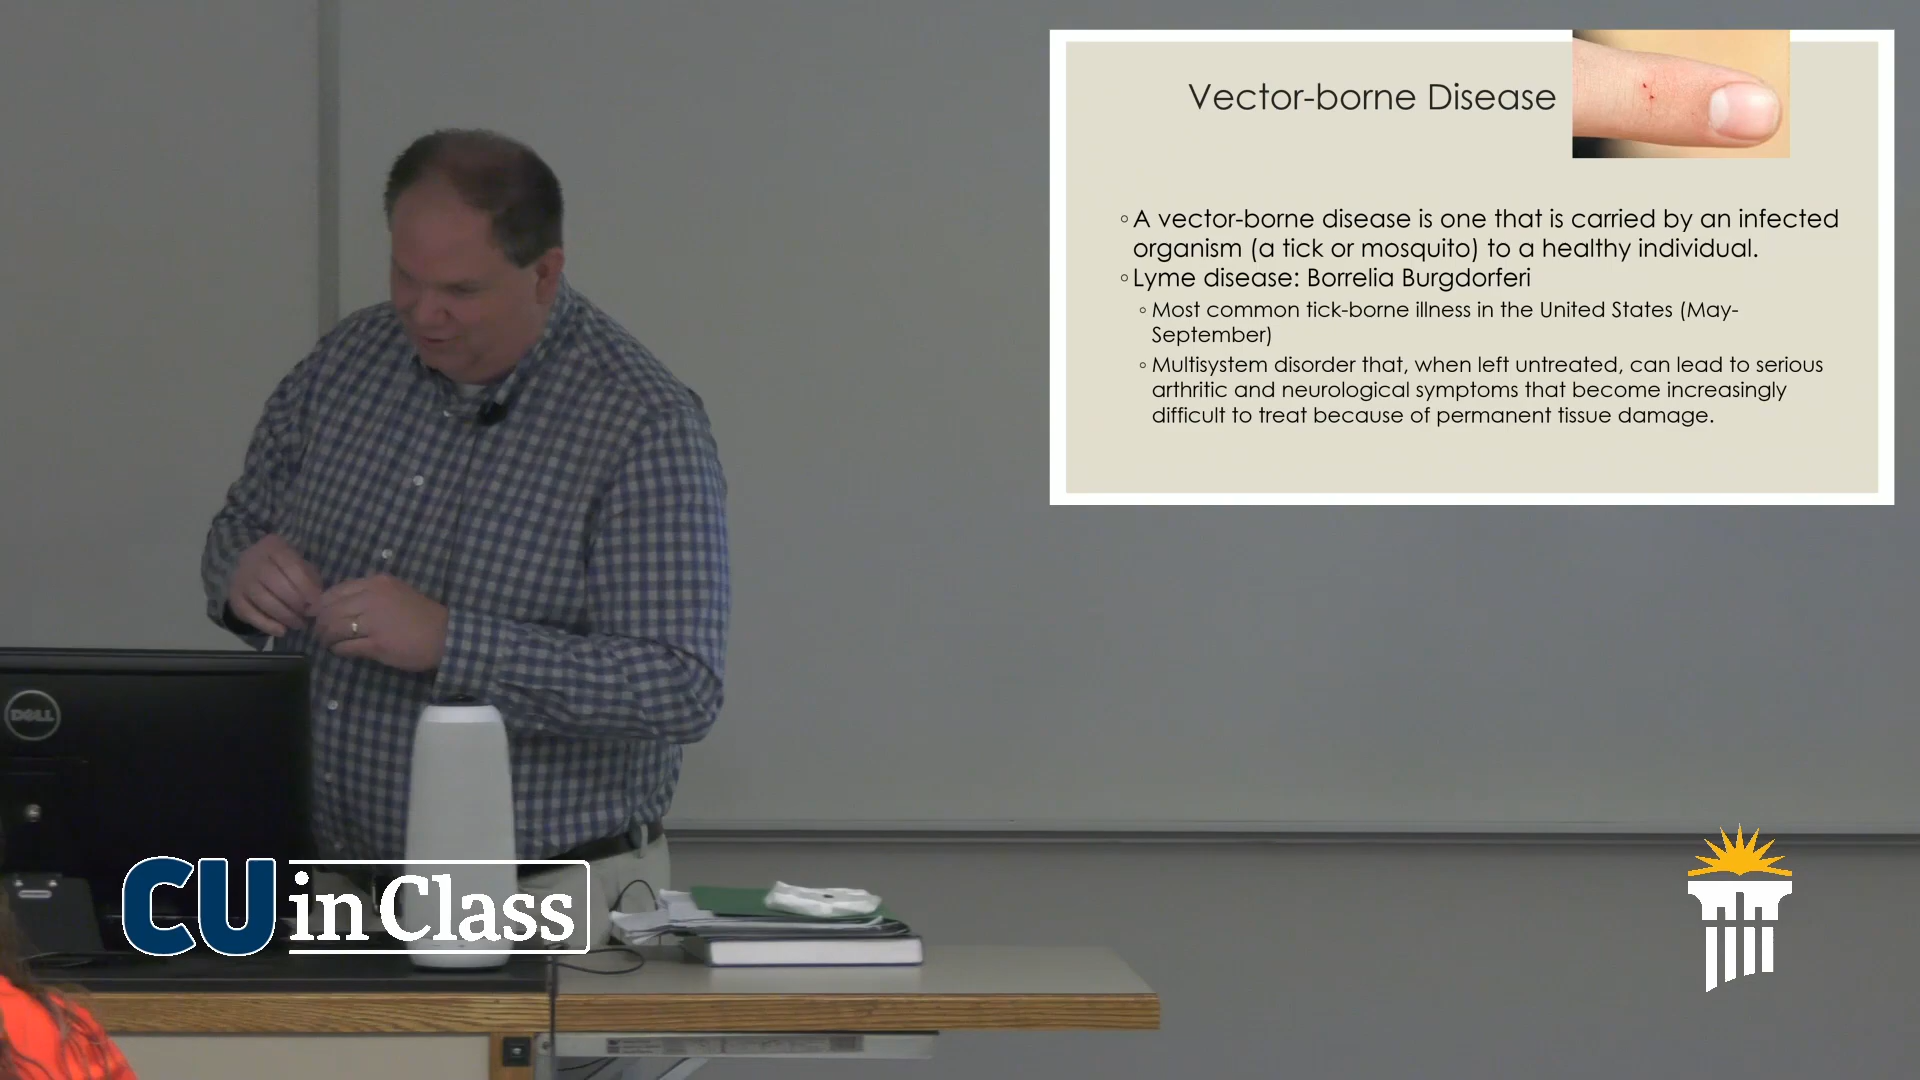 Vector-borne Disease
◦A vector-borne disease is one that is carried by an infected
organism (a tick or mosquito) to a healthy individual.
◦Lyme disease: Borrelia Burgdorferi
◦Most common tick-borne illness in the United States (May-
September)
◦Multisystem disorder that, when left untreated, can lead to serious
arthritic and neurological symptoms that become increasingly
difficult to treat because of permanent tissue damage.
DELL
CU in Class